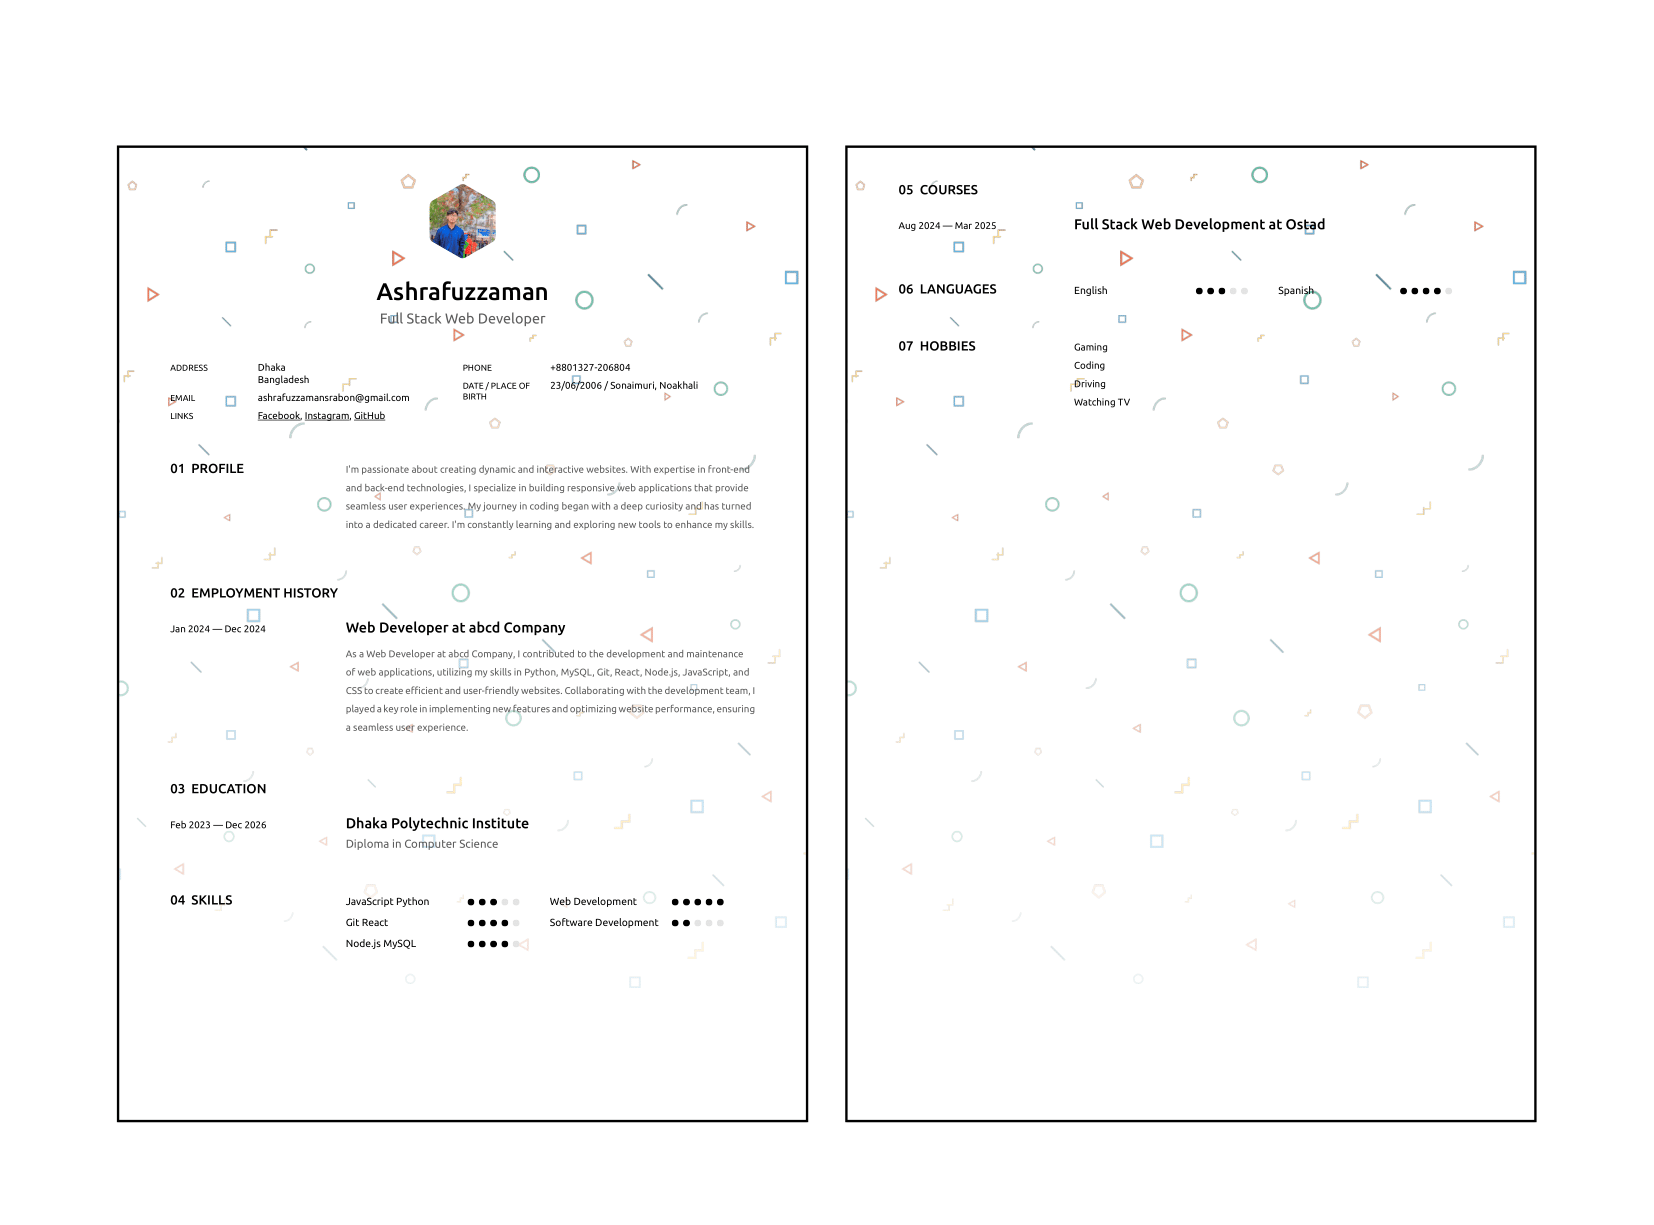 Ashrafuzzaman
Full Stack Web Developer
ADDRESS Dhaka
Bangladesh
EMAIL ashrafuzzamansrabon@gmail.com
LINKS Facebook, Instagram, GitHub
PHONE +8801327-206804
DATE / PLACE OF 23/06/2006 / Sonaimuri, Noakhali
BIRTH
01 PROFILE
I'm passionate about creating dynamic and interactive websites. With expertise in front-end
and back-end technologies, I specialize in building responsive web applications that provide
seamless user experiences. My journey in coding began with a deep curiosity and has turned
into a dedicated career. I'm constantly learning and exploring new tools to enhance my skills.
02 EMPLOYMENT HISTORY
Jan 2024 — Dec 2024
Web Developer at abcd Company
As a Web Developer at abcd Company, I contributed to the development and maintenance
of web applications, utilizing my skills in Python, MySQL, Git, React, Node.js, JavaScript, and
CSS to create efficient and user-friendly websites. Collaborating with the development team, I
played a key role in implementing new features and optimizing website performance, ensuring
a seamless user experience.
03 EDUCATION
Feb 2023 — Dec 2026
Dhaka Polytechnic Institute
Diploma in Computer Science
04 SKILLS
JavaScript Python
Web Development
Git React
Software Development
Node.js MySQL
05 COURSES
Aug 2024 — Mar 2025
Full Stack Web Development at Ostad
06 LANGUAGES
English
Spanish
07 HOBBIES
Gaming
Coding
Driving
Watching TV